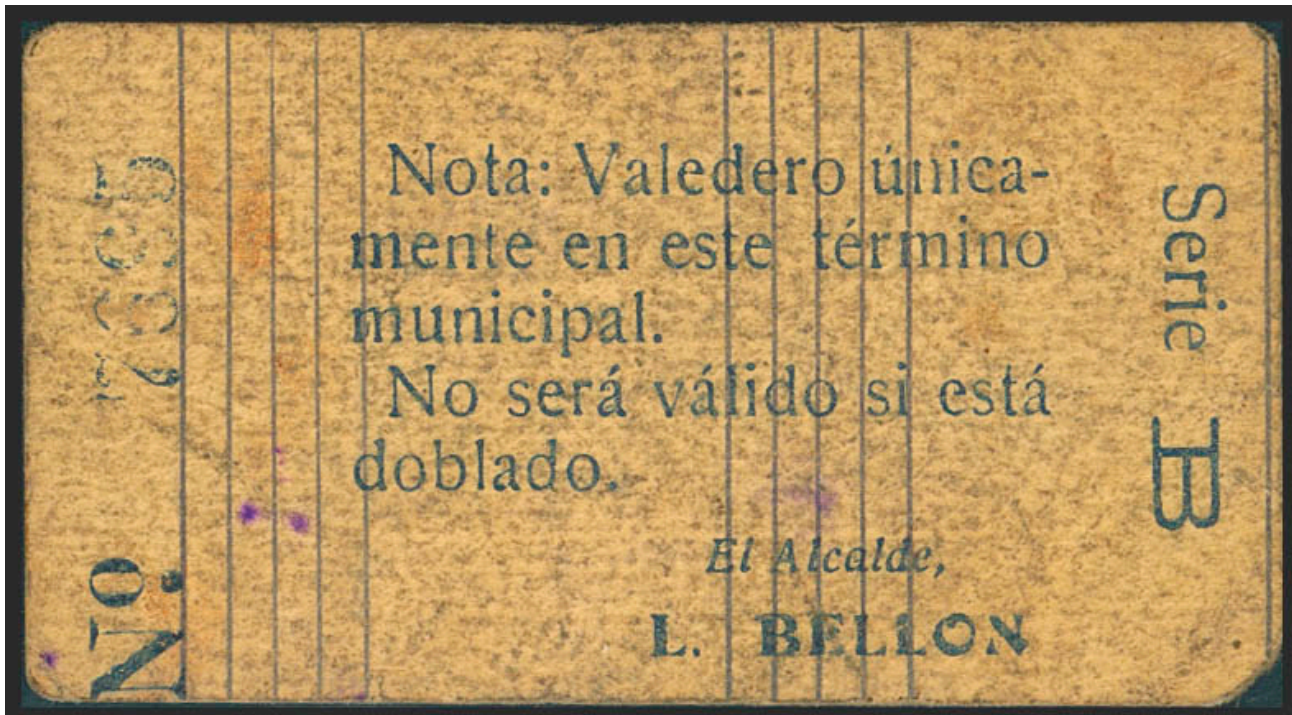 Nº.
Nota: Valedero única-
mente en este término
municipal.
No será válido si está
doblado.
El Alcalde,
L. BELLON
Serie B